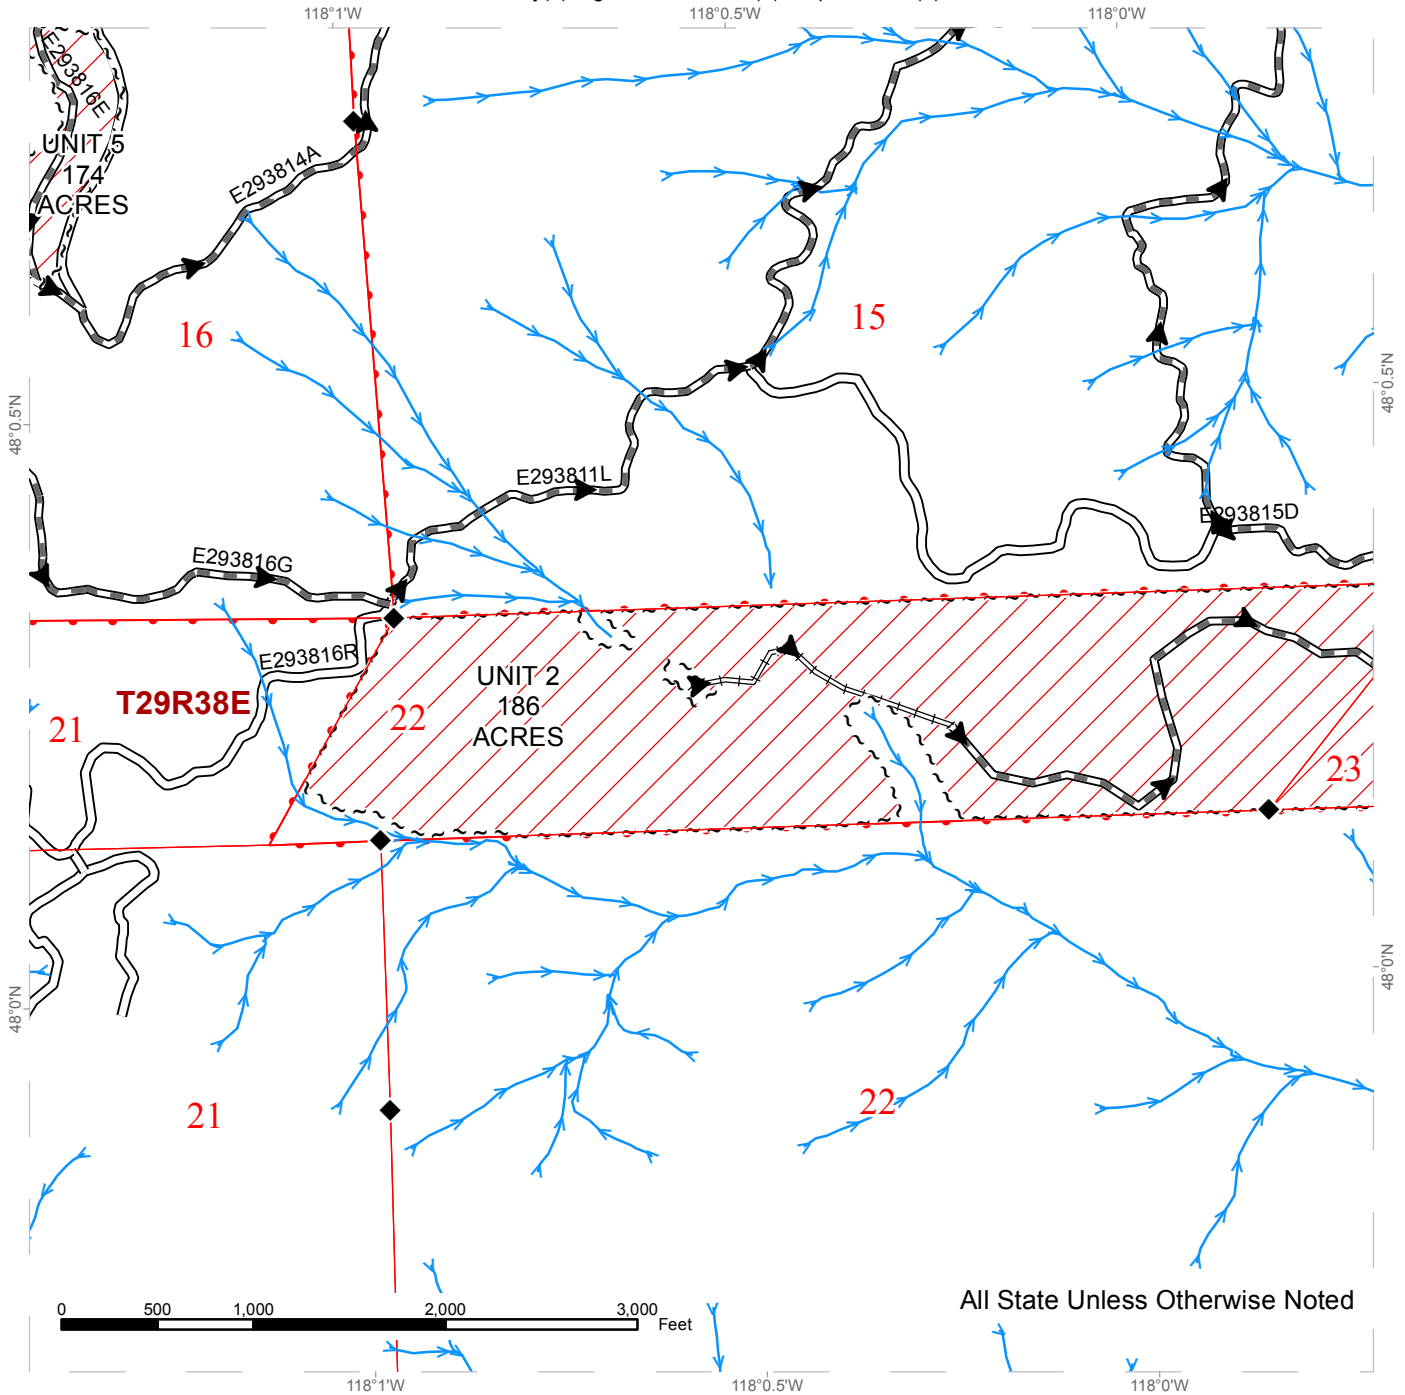 118°1'W
118°0.5'W
118°0'W
E293816E
UNIT 5
174
ACRES
E293814A
16
15
48°0.5'N
48°0.5'N
E293811L
E293815D
E293816G
E293816R
T29R38E
21
22
UNIT 2
186
ACRES
23
48°0'N
48°0'N
21
22
0
500
1,000
2,000
3,000
Feet
All State Unless Otherwise Noted
118°1'W
118°0.5'W
118°0'W